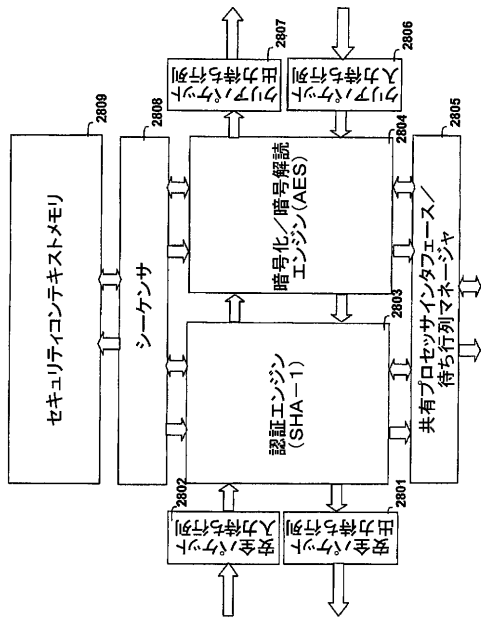 2809
セキュリティコンテキストメモリ
2808
シーケンサ
2802
安全パケット
入力待ち行列
2801
安全パケット
出力待ち行列
認証エンジン
(SHA−1)
2803
暗号化／暗号解読
エンジン(AES)
2804
クリアパケット
出力待ち行列
2807
クリアパケット
入力待ち行列
2806
共有プロセッサインタフェース／
待ち行列マネージャ
2805